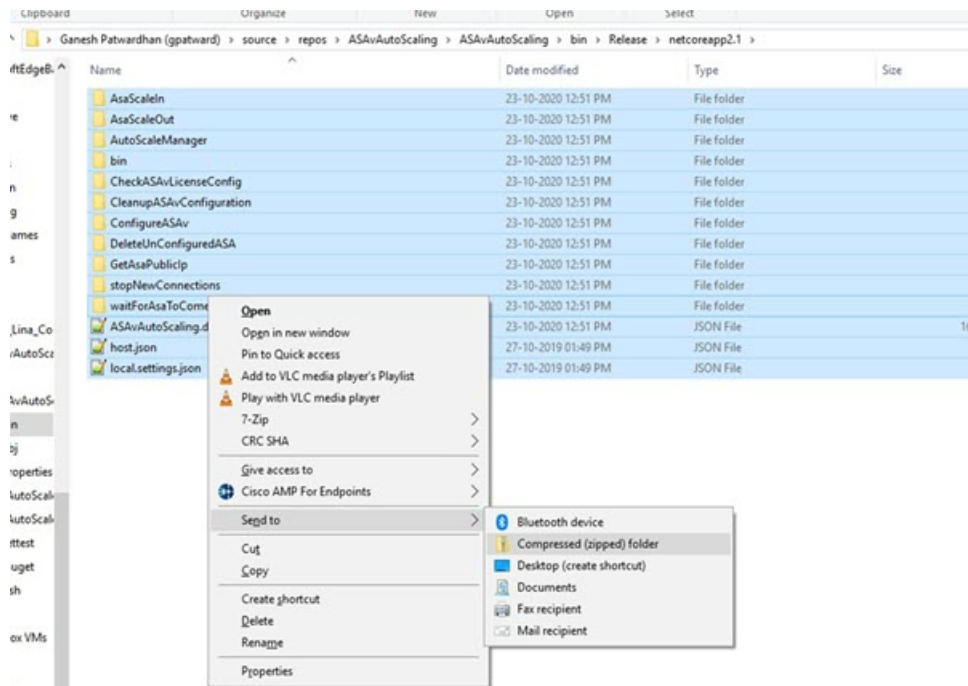 Clipboard Organize New Open Select
> Ganesh Patwardhan (gpatward) > source > repos > ASAvAutoScaling > ASAvAutoScaling > bin > Release > netcoreapp2.1 >
Name Date modified Type Size
AsaScaleIn 23-10-2020 12:51 PM File folder
AsaScaleOut 23-10-2020 12:51 PM File folder
AutoScaleManager 23-10-2020 12:51 PM File folder
bin 23-10-2020 12:51 PM File folder
CheckASAvLicenseConfig 23-10-2020 12:51 PM File folder
CleanupASAvConfiguration 23-10-2020 12:51 PM File folder
ames ConfigureASAv 23-10-2020 12:51 PM File folder
DeleteUnConfiguredASA 23-10-2020 12:51 PM File folder
GetAsaPublicIp 23-10-2020 12:51 PM File folder
stopNewConnections 23-10-2020 12:51 PM File folder
waitForAsaToCome 23-10-2020 12:51 PM File folder
_Lina_Co ASAvAutoScaling.d 23-10-2020 12:51 PM JSON File
host.json 27-10-2019 01:49 PM JSON File
local.settings.json 27-10-2019 01:49 PM JSON File
Open
Open in new window
Pin to Quick access
Add to VLC media player's Playlist
Play with VLC media player
7-Zip
CRC SHA
Give access to
Cisco AMP For Endpoints
Send to
Cut
Copy
Create shortcut
Delete
Rename
Properties
Bluetooth device
Compressed (zipped) folder
Desktop (create shortcut)
Documents
Fax recipient
Mail recipient
roperties
ttest
uget
sh
ox VMs